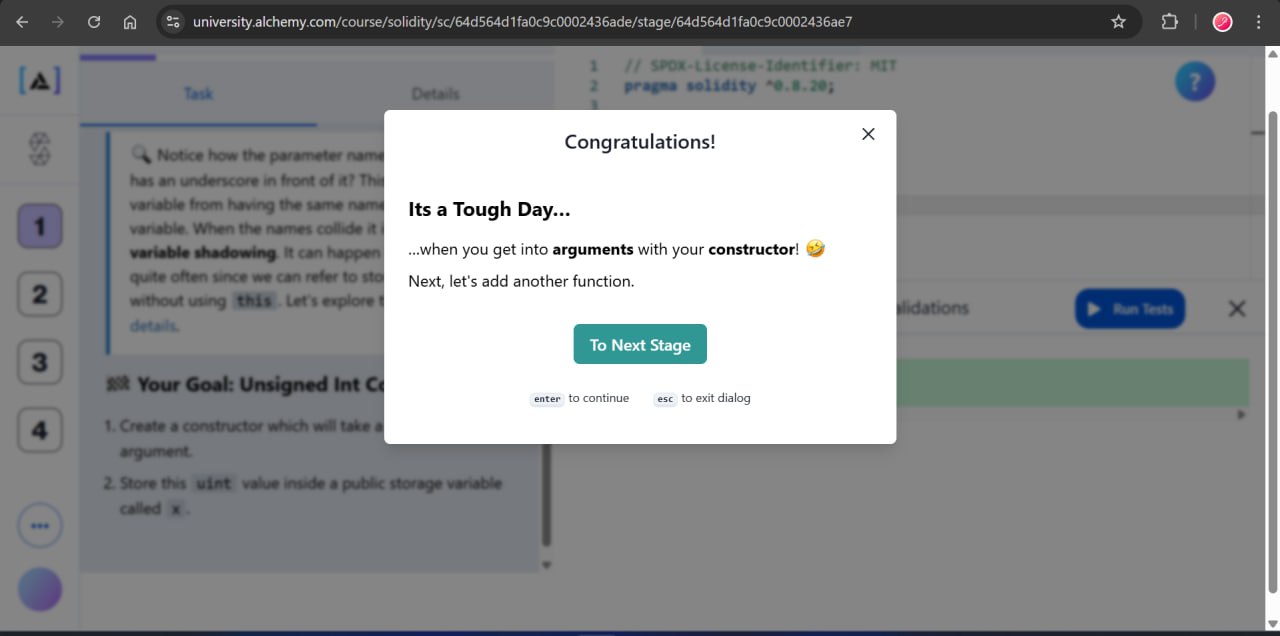 university.alchemy.com/course/solidity/sc/64d564d1fa0c9c0002436ade/stage/64d564d1fa0c9c0002436ae7
Task
Details
1
2
3
4
🔍 Notice how the parameter name
has an underscore in front of it? This
variable from having the same name
variable. When the names collide it
variable shadowing. It can happen
quite often since we can refer to
without using this. Let's explore
details.
🏁 Your Goal: Unsigned Int
1. Create a constructor which will take a
argument.
2. Store this uint value inside a public storage variable
called x.
1 // SPDX-License-Identifier: MIT
2 pragma solidity ^0.8.20;
3
?
Run Tests
Congratulations!
Its a Tough Day...
...when you get into arguments with your constructor! 🤣
Next, let's add another function.
To Next Stage
enter to continue esc to exit dialog